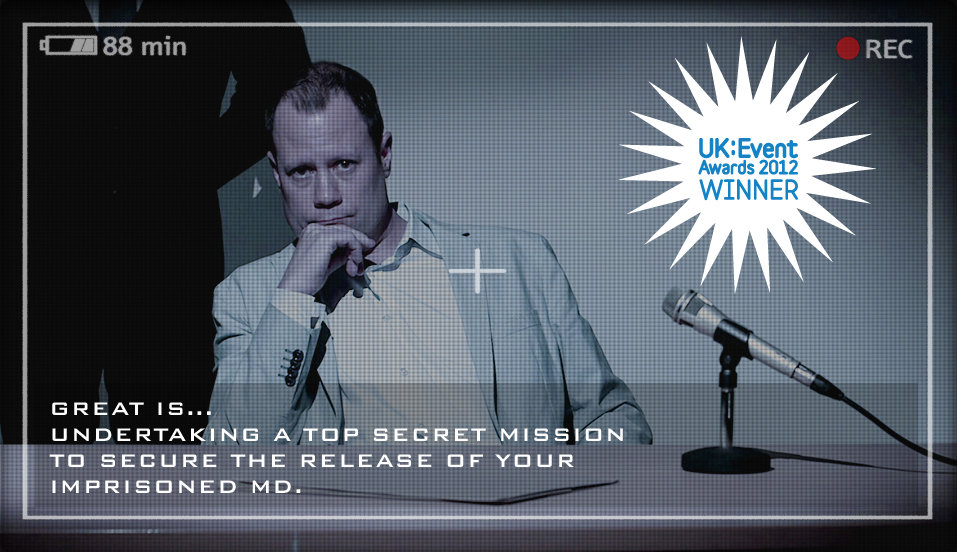 88 min
REC
UK:Event
Awards 2012
WINNER
GREAT IS...
UNDERTAKING A TOP SECRET MISSION
TO SECURE THE RELEASE OF YOUR
IMPRISONED MD.